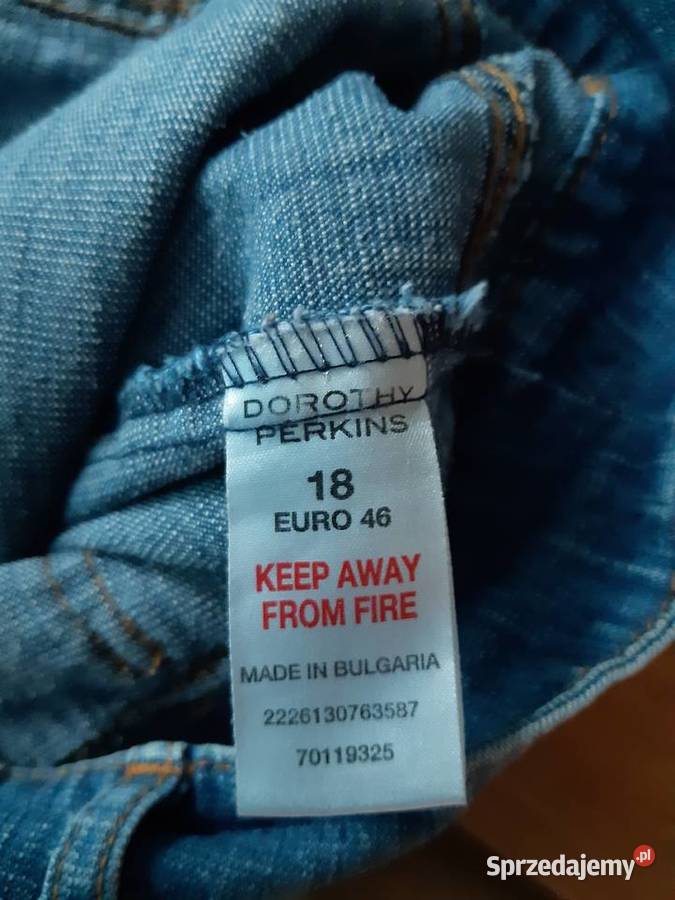 DOROTHY
PERKINS
18
EURO 46
KEEP AWAY
FROM FIRE
MADE IN BULGARIA
2226130763587
70119325
Sprzedajemy.pl